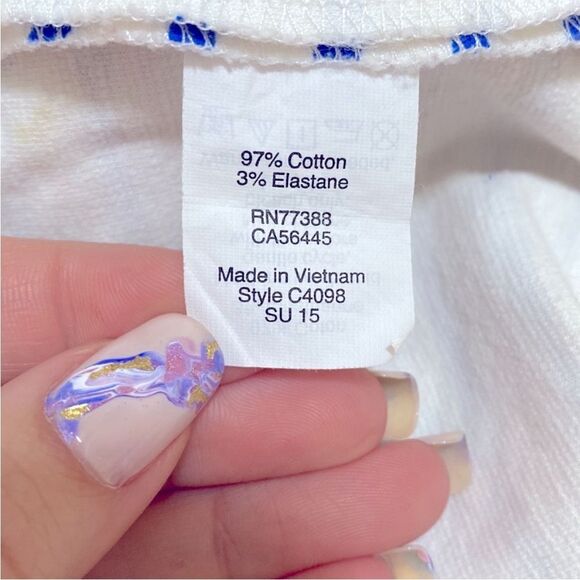 97% Cotton
3% Elastane
RN77388
CA56445
Made in Vietnam
Style C4098
SU 15